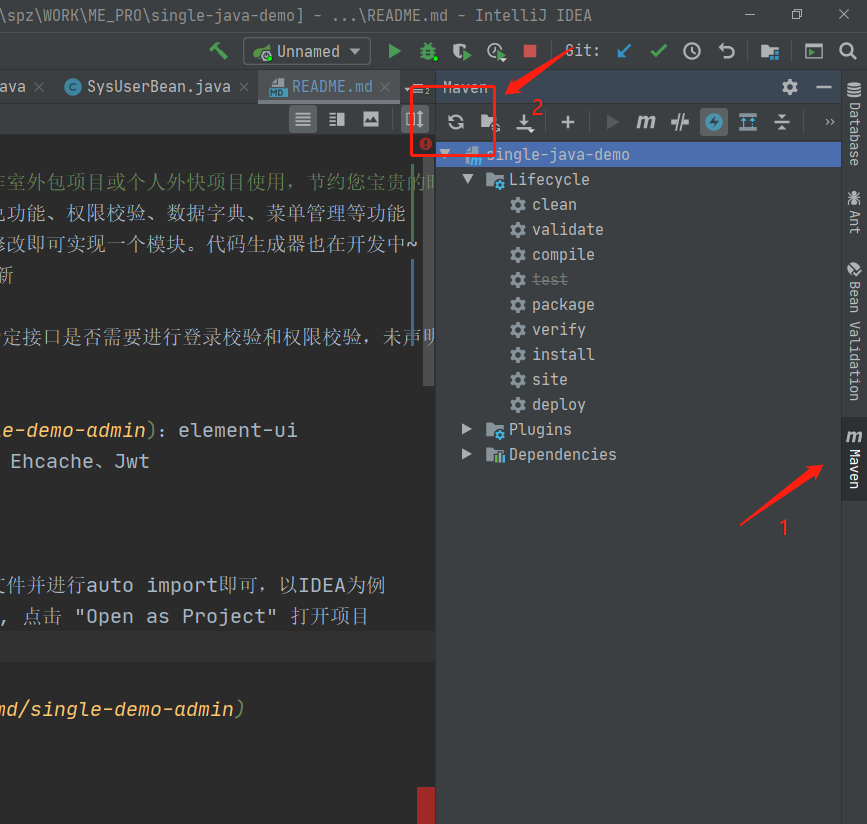 \spz\WORK\ME_PRO\single-java-demo] - ...\README.md - IntelliJ IDEA
Unnamed
Git:
ava
SysUserBean.java
README.md
2
Maven
2
single-java-demo
Lifecycle
clean
validate
compile
test
package
verify
install
site
deploy
Plugins
Dependencies
室外包项目或个人外快项目使用，节约您宝贵的
功能、权限校验、数据字典、菜单管理等功能
修改即可实现一个模块。代码生成器也在开发中~
新
定接口是否需要进行登录校验和权限校验，未声明
le-demo-admin)：element-ui
Ehcache、Jwt
文件并进行auto import即可，以IDEA为例
, 点击 "Open as Project" 打开项目
md/single-demo-admin)
Database
Ant
Bean Validation
Maven
1